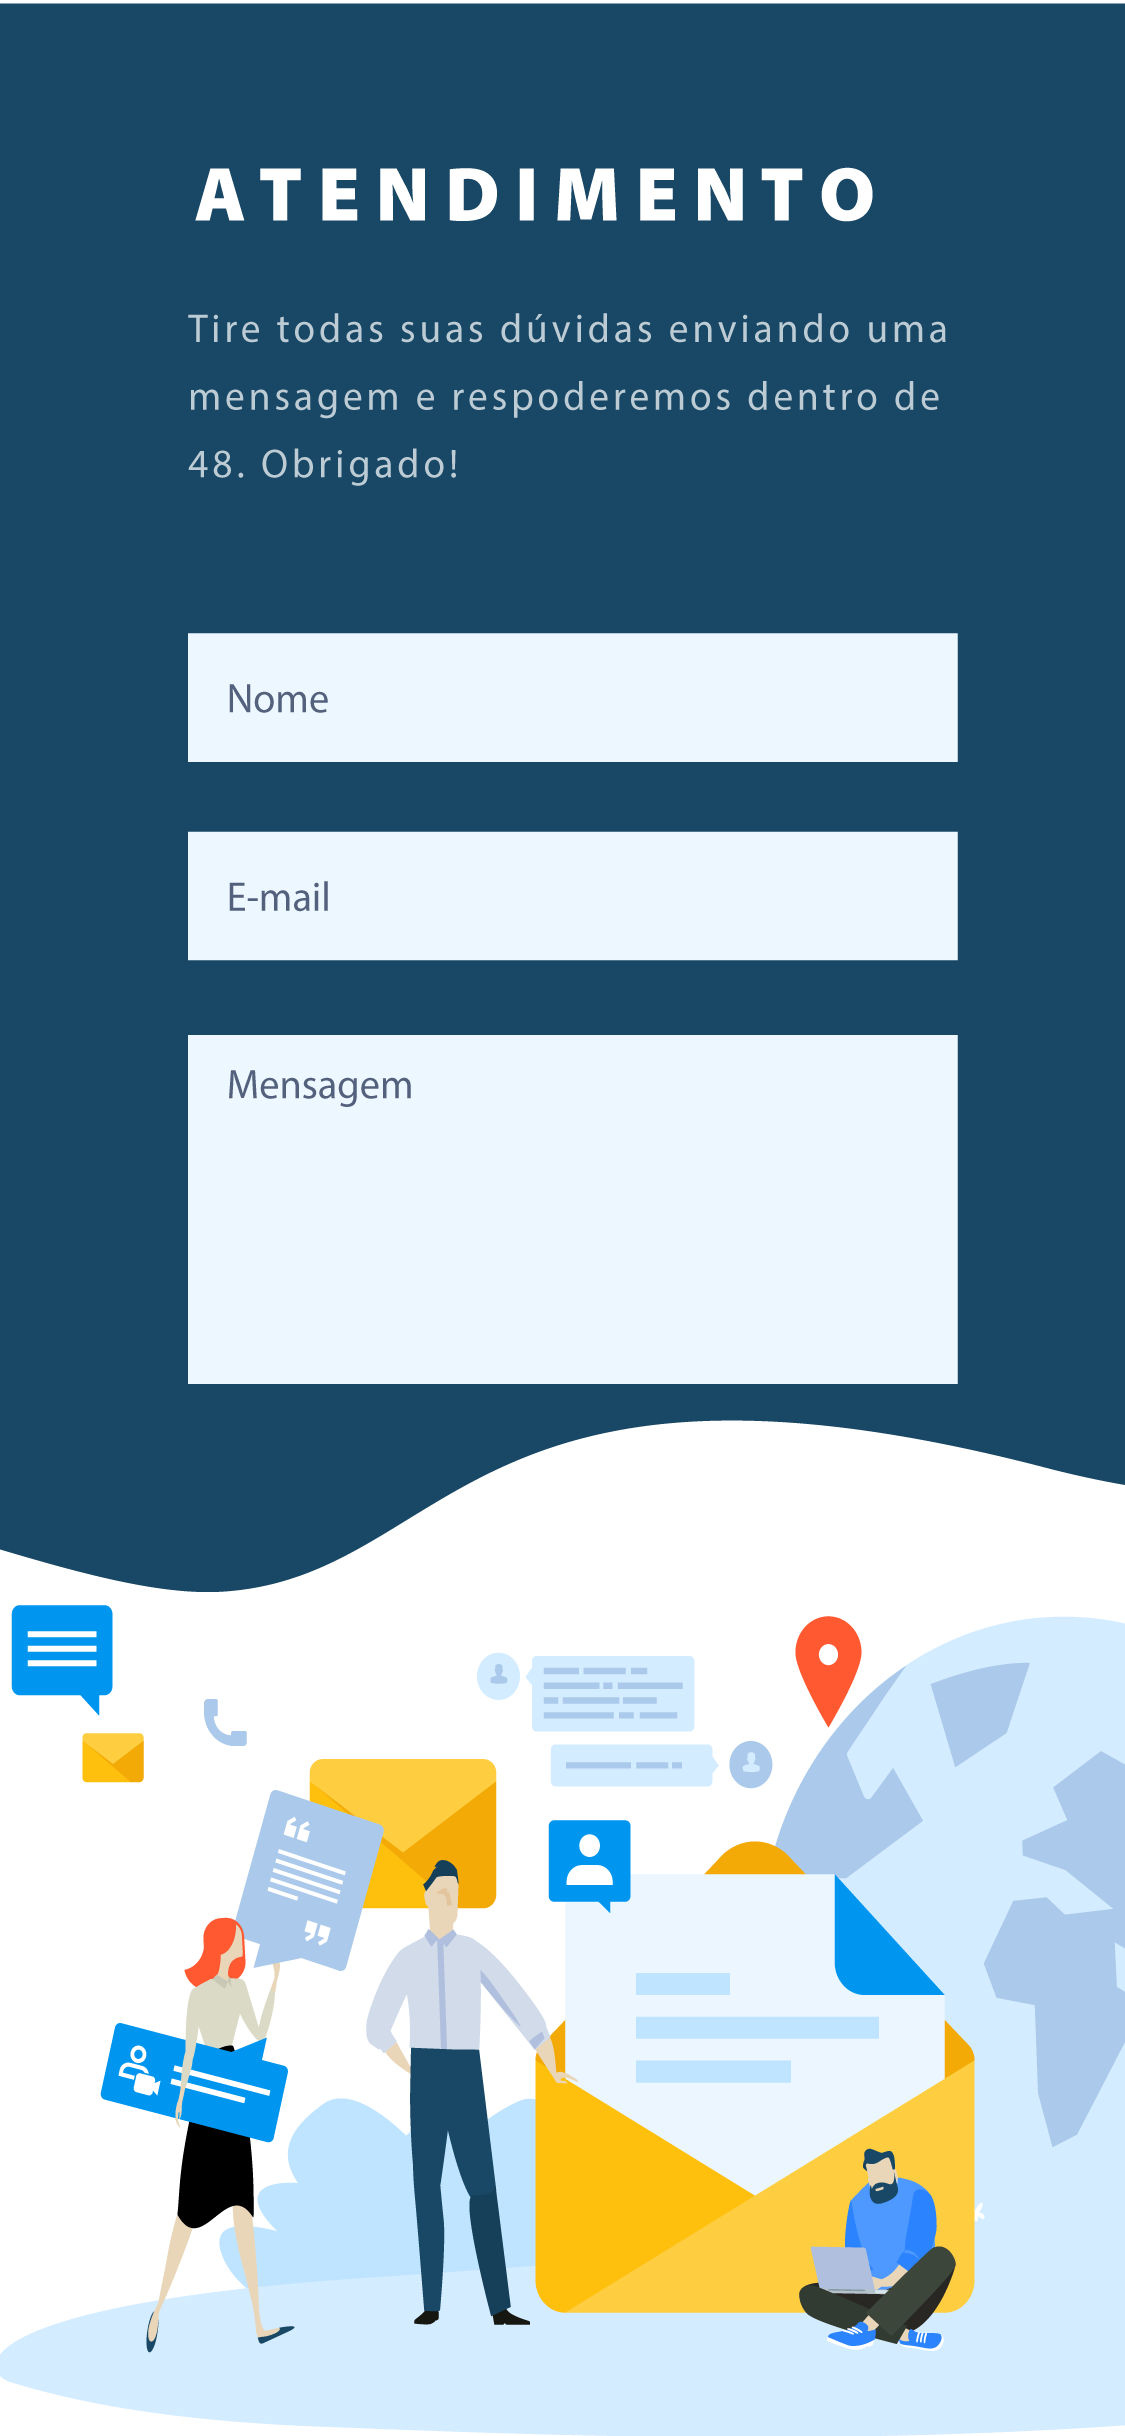 ATENDIMENTO
Tire todas suas dúvidas enviando uma
mensagem e respoderemos dentro de
48. Obrigado!
Nome
E-mail
Mensagem